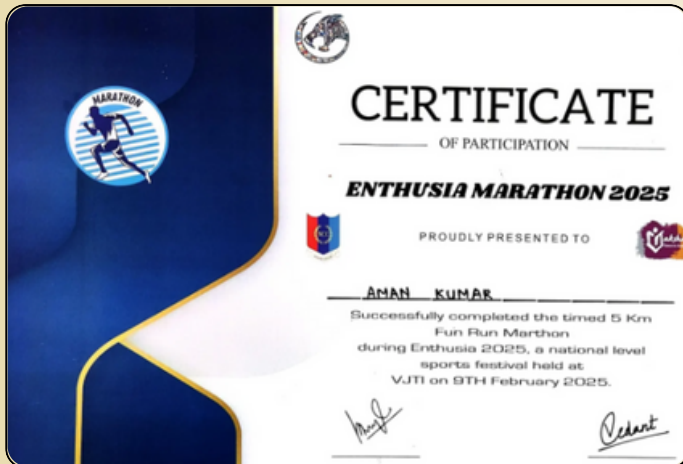 MARATHON
CERTIFICATE
OF PARTICIPATION
ENTHUSIA MARATHON 2025
PROUDLY PRESENTED TO
AMAN KUMAR
Successfully completed the timed 5 Km
Fun Run Marthon
during Enthusia 2025, a national level
sports festival held at
VJTI on 9TH February 2025.
Vedant